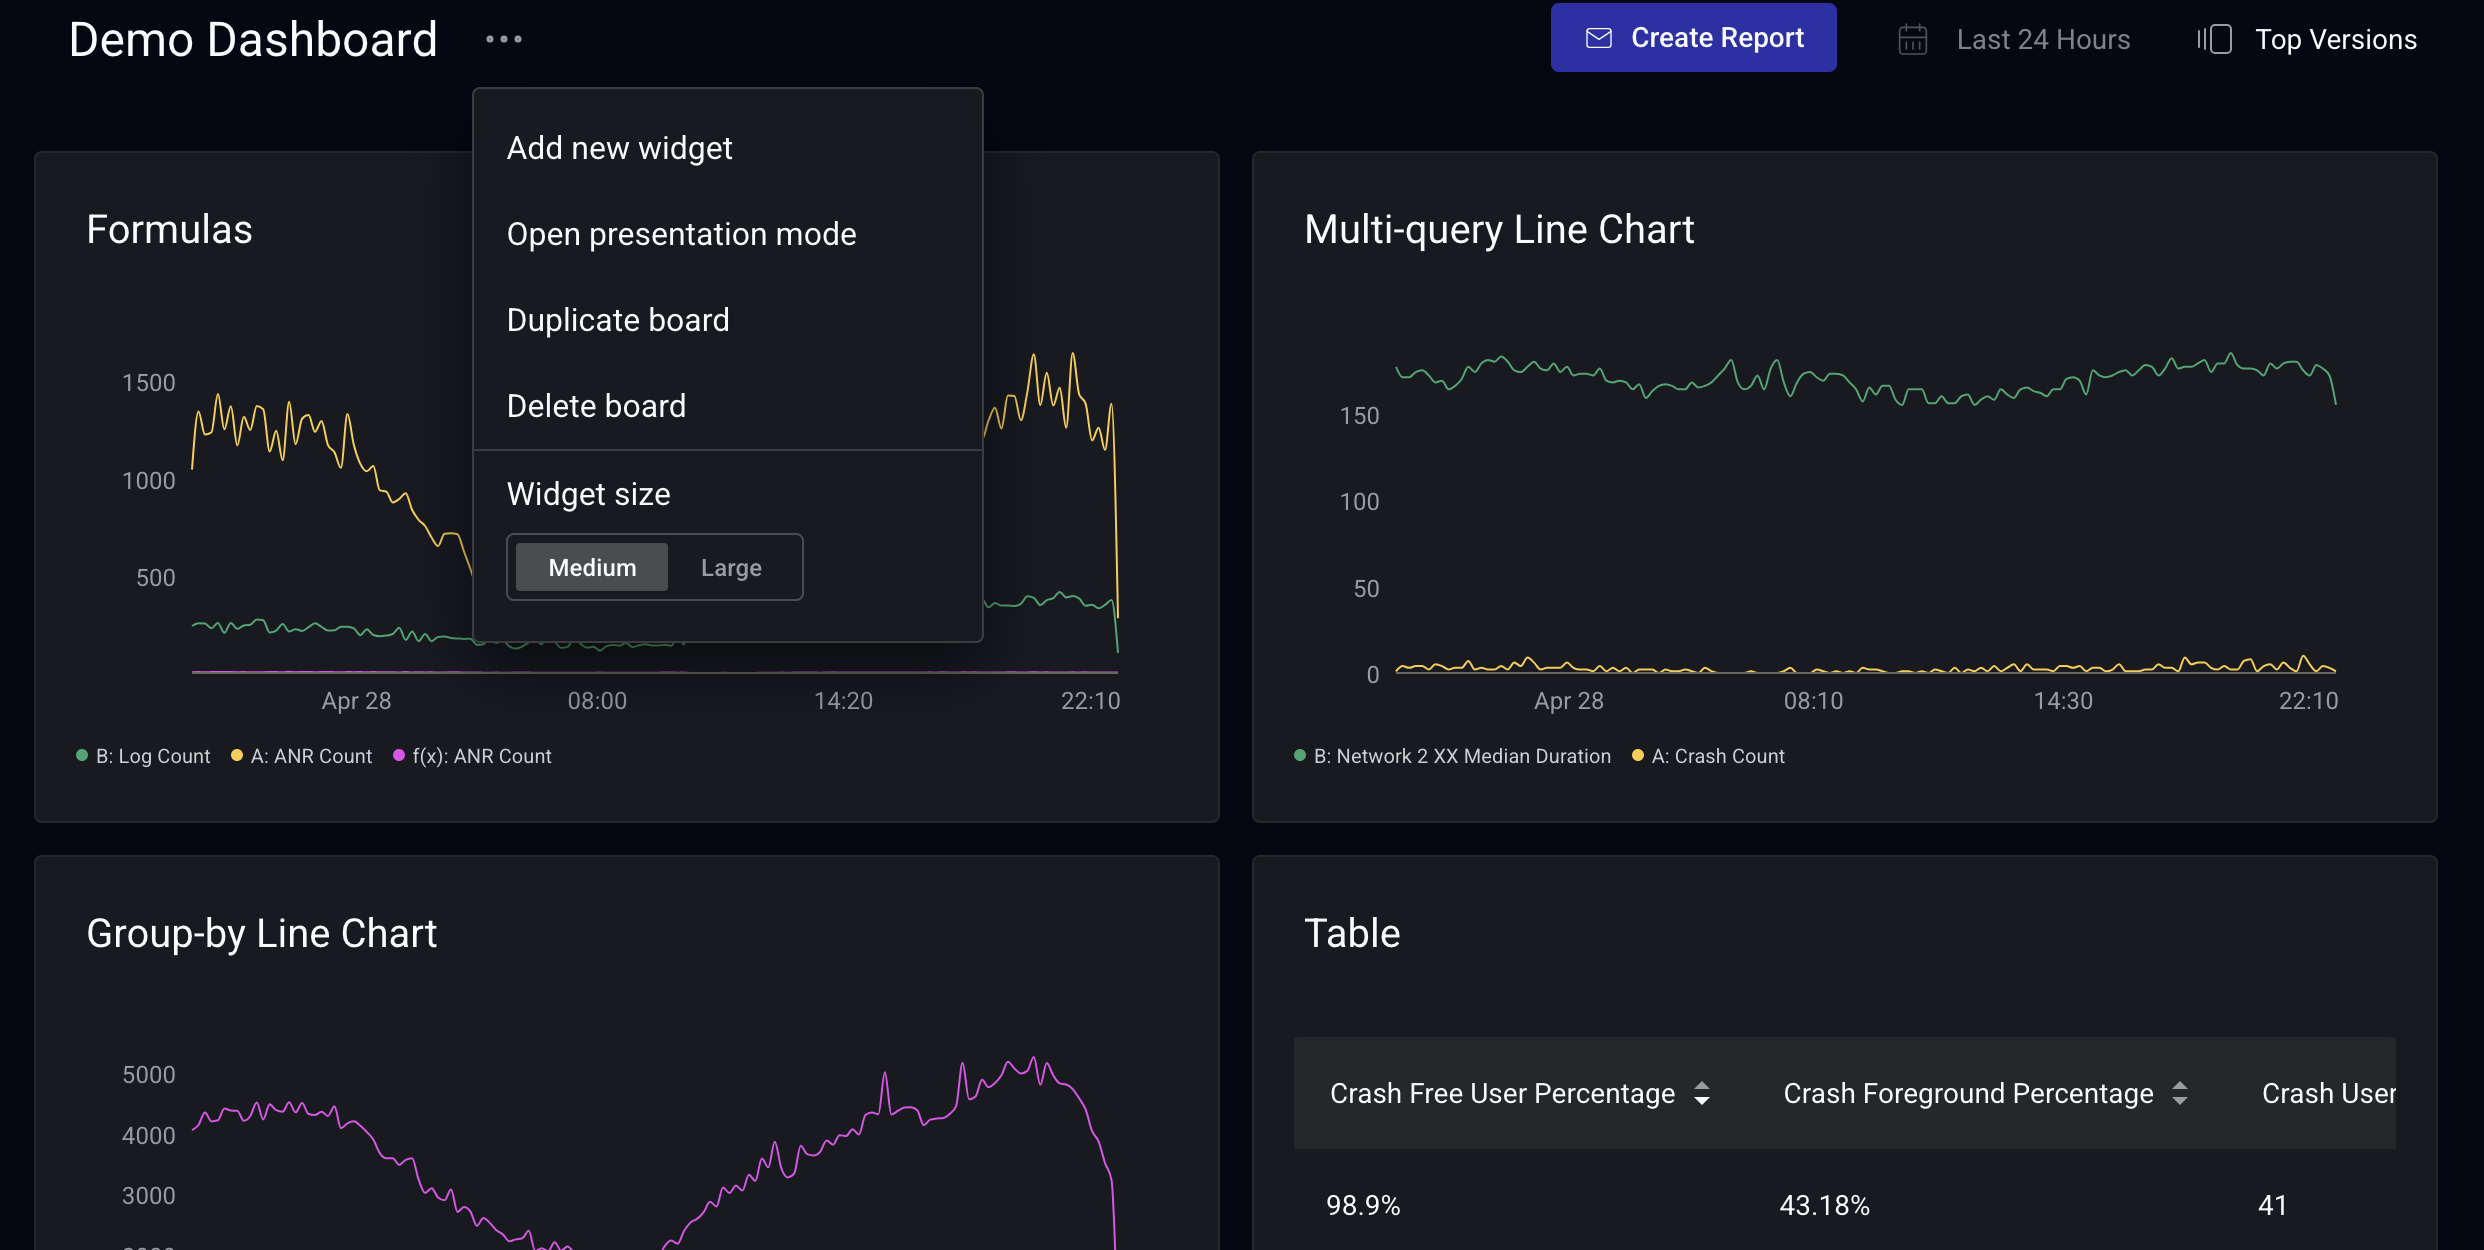 Demo Dashboard
Create Report
Last 24 Hours
Top Versions
Add new widget
Open presentation mode
Duplicate board
Delete board
Widget size
Medium
Large
Formulas
1500
1000
500
Apr 28
08:00
14:20
22:10
B: Log Count
A: ANR Count
f(x): ANR Count
Multi-query Line Chart
150
100
50
0
Apr 28
08:10
14:30
22:10
B: Network 2 XX Median Duration
A: Crash Count
Group-by Line Chart
5000
4000
3000
Table
Crash Free User Percentage
Crash Foreground Percentage
Crash User
98.9%
43.18%
41